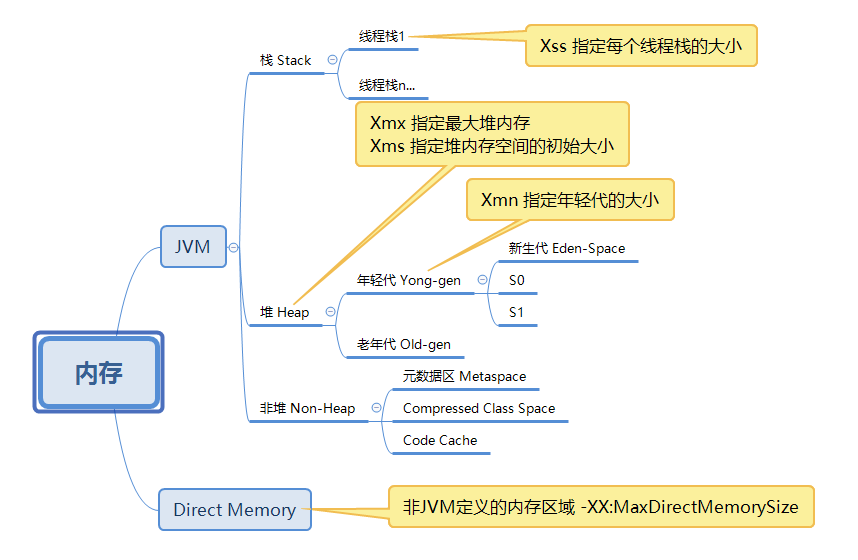 线程栈1
Xss 指定每个线程栈的大小
栈 Stack
线程栈n...
Xmx 指定最大堆内存
Xms 指定堆内存空间的初始大小
Xmn 指定年轻代的大小
JVM
新生代 Eden-Space
年轻代 Yong-gen
S0
堆 Heap
S1
老年代 Old-gen
内存
元数据区 Metaspace
非堆 Non-Heap
Compressed Class Space
Code Cache
Direct Memory
非JVM定义的内存区域 -XX:MaxDirectMemorySize